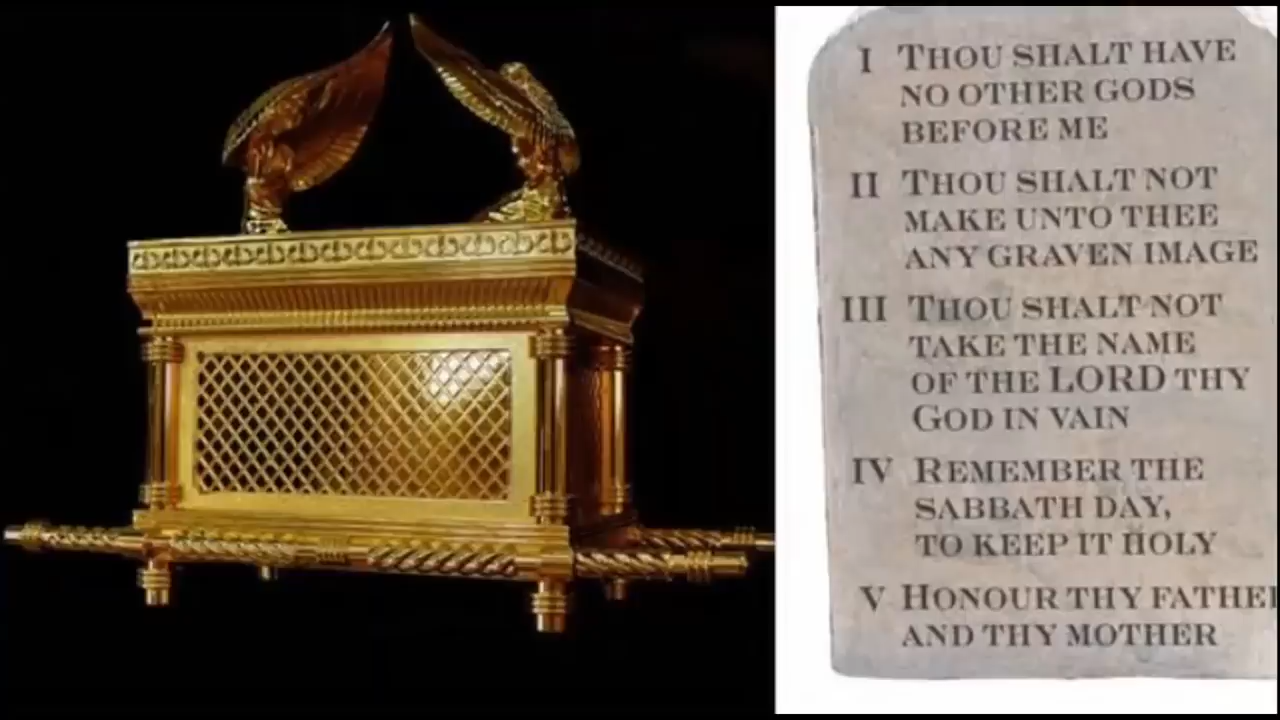 I THOU SHALT HAVE
NO OTHER GODS
BEFORE ME
II THOU SHALT NOT
MAKE UNTO THEE
ANY GRAVEN IMAGE
III THOU SHALT NOT
TAKE THE NAME
OF THE LORD THY
GOD IN VAIN
IV REMEMBER THE
SABBATH DAY,
TO KEEP IT HOLY
V HONOUR THY FATHER
AND THY MOTHER